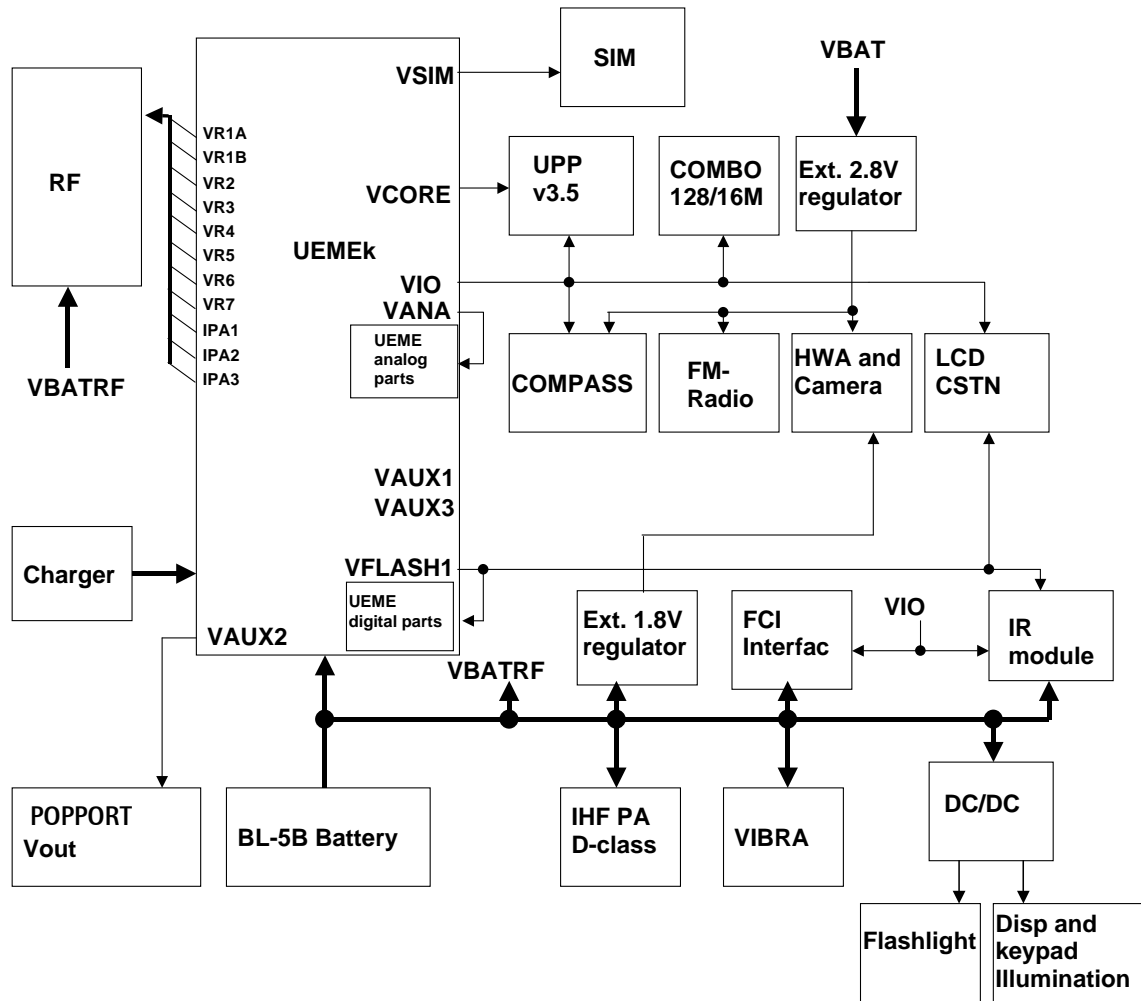 SIM
VBAT
VSIM
RF
VR1A
VR1B
VR2
VR3
VR4
VR5
VR6
VR7
IPA1
IPA2
IPA3
UPP
v3.5
COMBO
128/16M
Ext. 2.8V
regulator
VCORE
UEMEk
VIO
VANA
UEME
analog
parts
VBATRF
COMPASS
FM-
Radio
HWA and
Camera
LCD
CSTN
VAUX1
VAUX3
Charger
VFLASH1
UEME
digital parts
VAUX2
Ext. 1.8V
regulator
FCI
Interfac
VIO
IR
module
VBATRF
POPPORT
Vout
BL-5B Battery
IHF PA
D-class
VIBRA
DC/DC
Flashlight
Disp and
keypad
Illumination